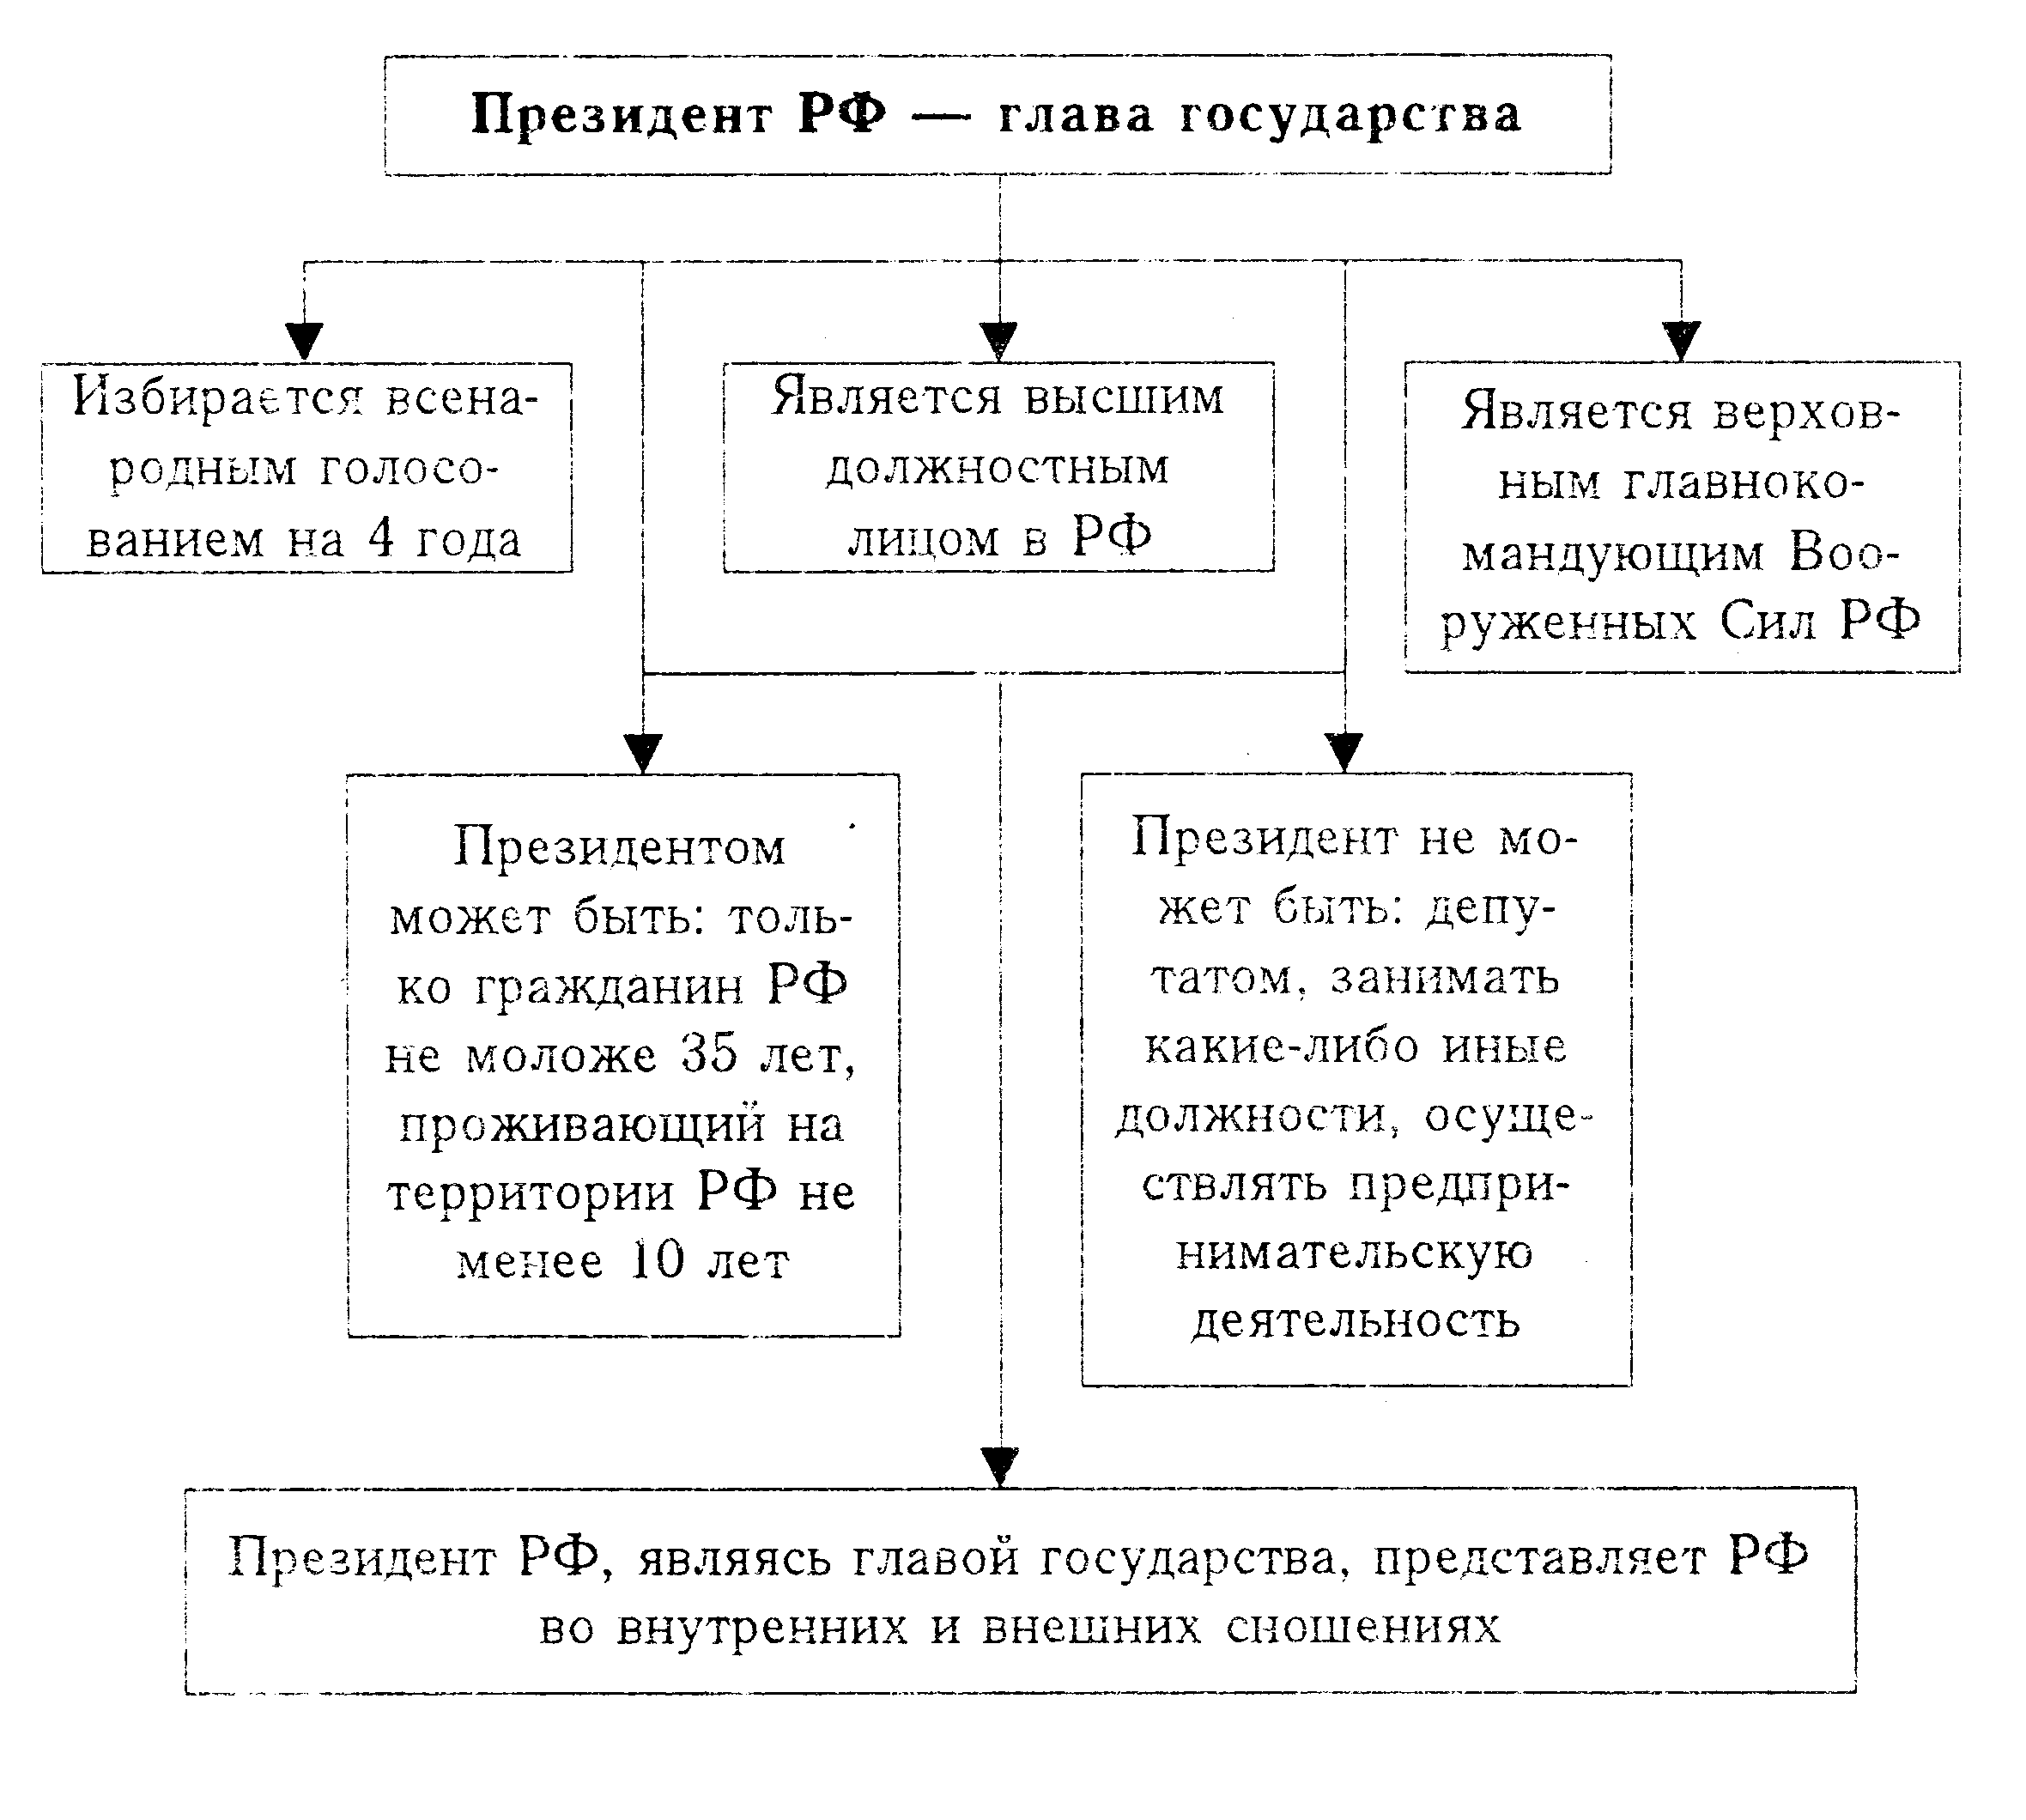 Президент РФ — глава государства
Избирается всена-
родным голосо-
ванием на 4 года
Является высшим
должностным
лицом в РФ
Является верхов-
ным главноко-
мандующим Воо-
руженных Сил РФ
Президентом
может быть: толь-
ко гражданин РФ
не моложе 35 лет,
проживающий на
территории РФ не
менее 10 лет
Президент не мо-
жет быть: депу-
татом, занимать
какие-либо иные
должности, осуще-
ствлять предпри-
нимательскую
деятельность
Президент РФ, являясь главой государства, представляет РФ
во внутренних и внешних сношениях